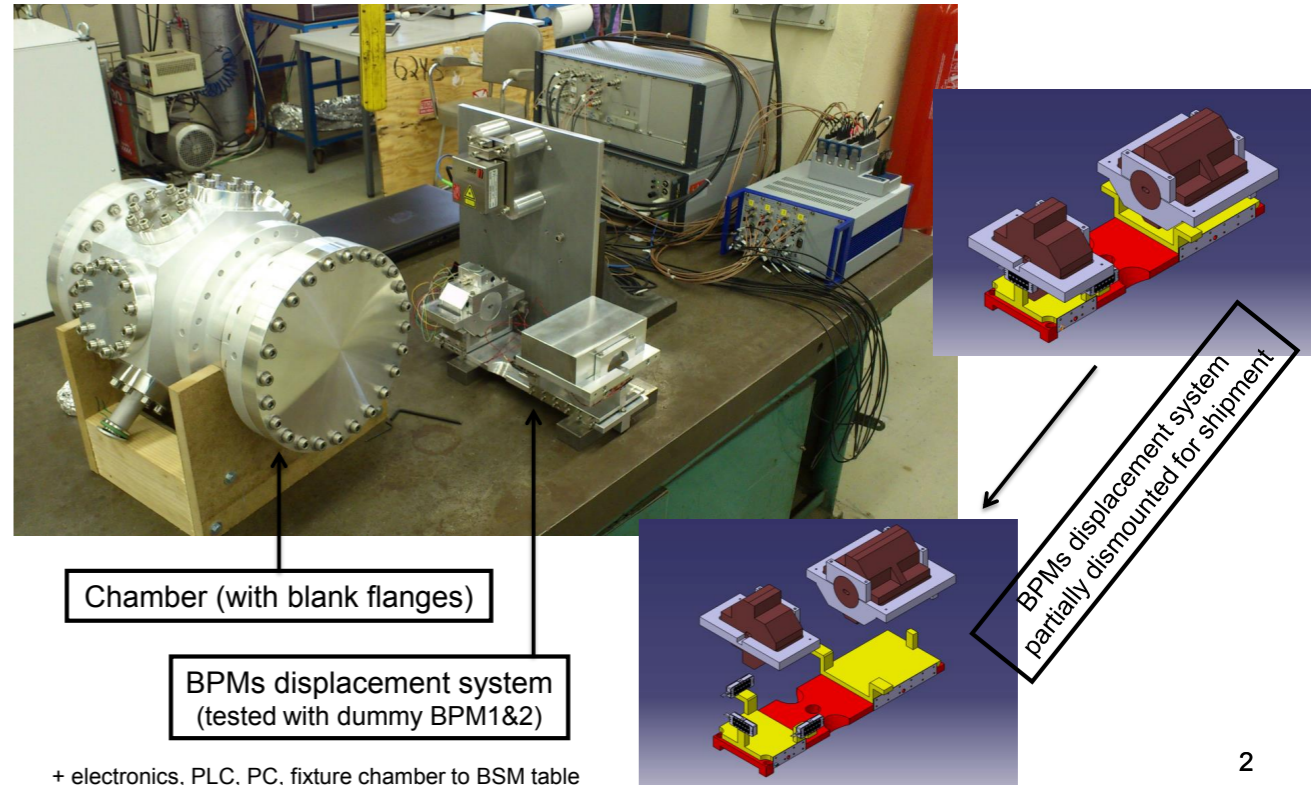 6245
Chamber (with blank flanges)
BPMs displacement system
(tested with dummy BPM1&2)
+ electronics, PLC, PC, fixture chamber to BSM table
BPMs displacement system
partially dismounted for shipment
2